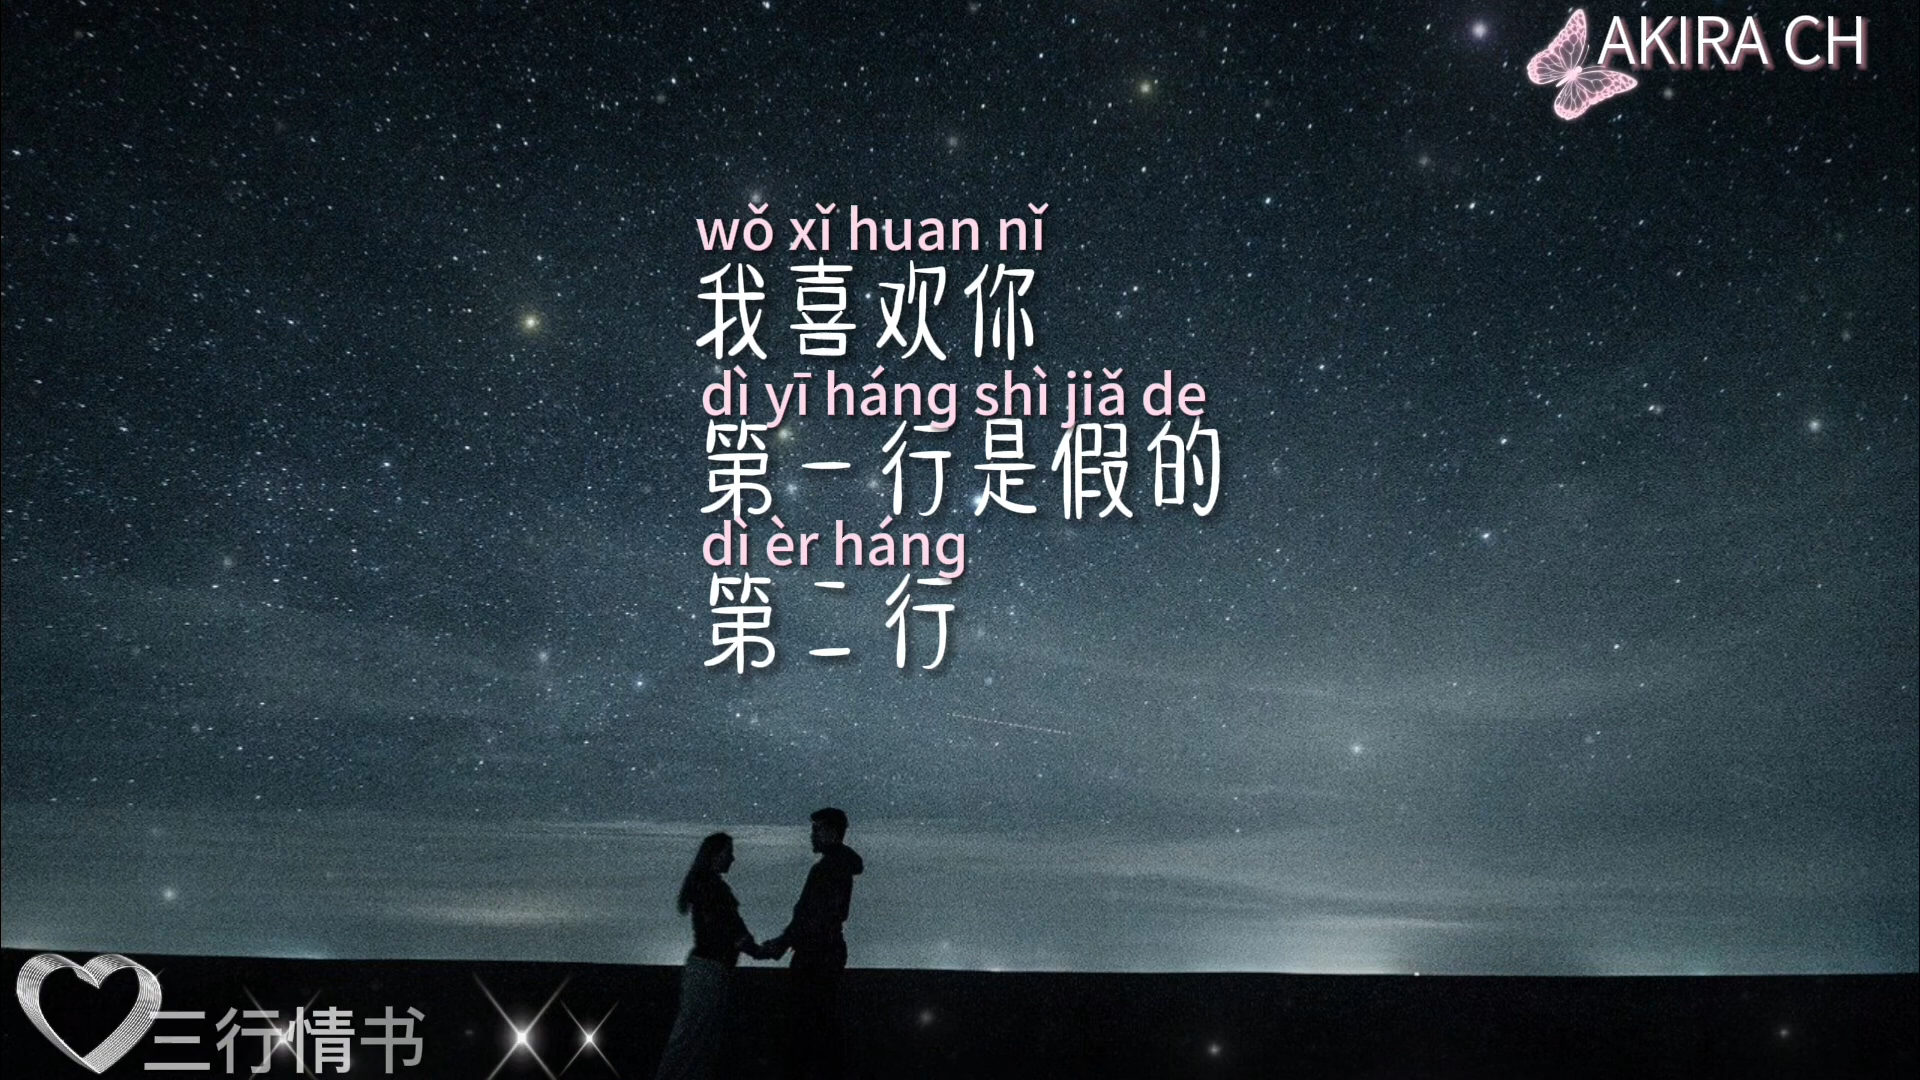 AKIRA CH
wǒ xǐ huan nǐ
我喜欢你
dì yī háng shì jiǎ de
第一行是假的
dì èr háng
第二行
三行情书